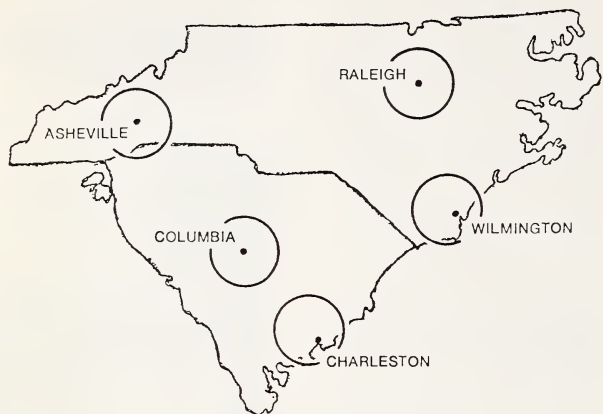 RALEIGH
ASHEVILLE
WILMINGTON
COLUMBIA
CHARLESTON